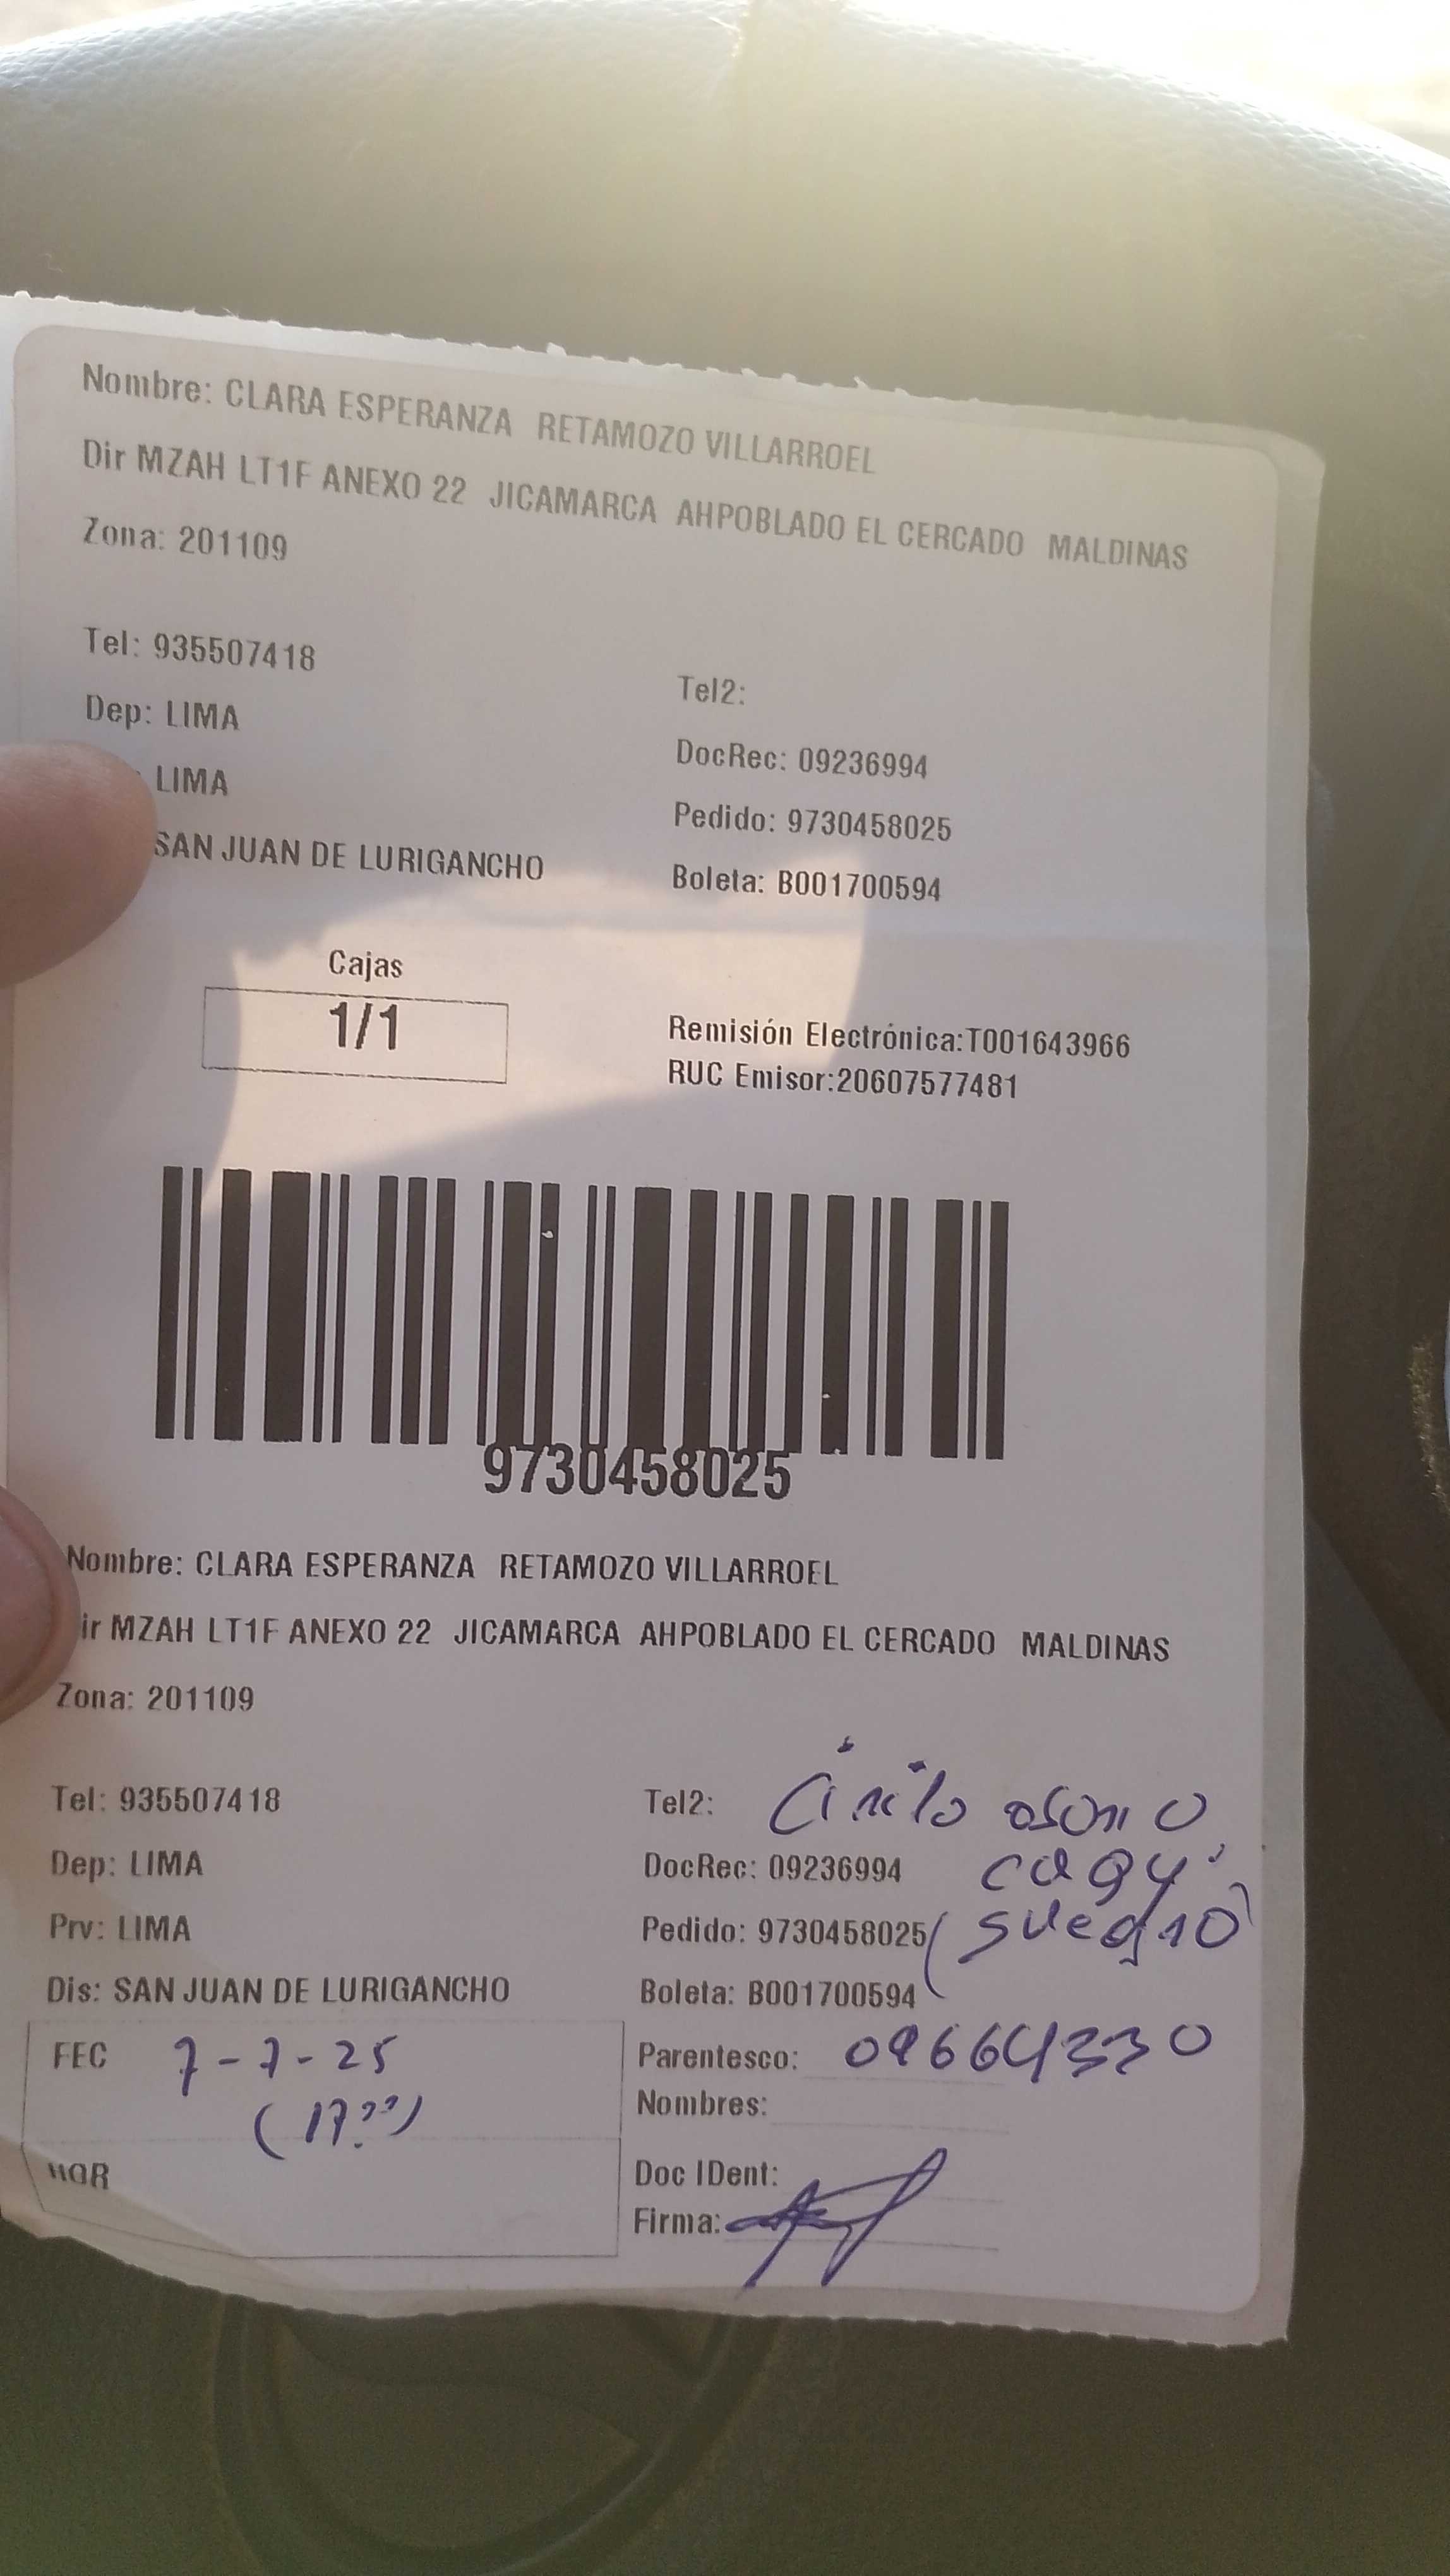 Nombre: CLARA ESPERANZA RETAMOZO VILLARROEL
Dir MZAH LT1F ANEXO 22 JICAMARCA AHPOBLADO EL CERCADO MALDINAS
Zona: 201109
Tel: 935507418
Tel2:
Dep: LIMA
DocRec: 09236994
LIMA
Pedido: 9730458025
SAN JUAN DE LURIGANCHO
Boleta: B001700594
Cajas
1/1
Remisión Electrónica:T001643966
RUC Emisor:20607577481
9730458025
Nombre: CLARA ESPERANZA RETAMOZO VILLARROEL
ir MZAH LT1F ANEXO 22 JICAMARCA AHPOBLADO EL CERCADO MALDINAS
Zona: 201109
Tel: 935507418
Tel2:
Dep: LIMA
DocRec: 09236994
Prv: LIMA
Pedido: 9730458025 (suegro)
Dis: SAN JUAN DE LURIGANCHO
Boleta: B001700594
FEC 7-7-25
Parentesco: 09664330
Nombres:
HOR
Doc IDent:
Firma: